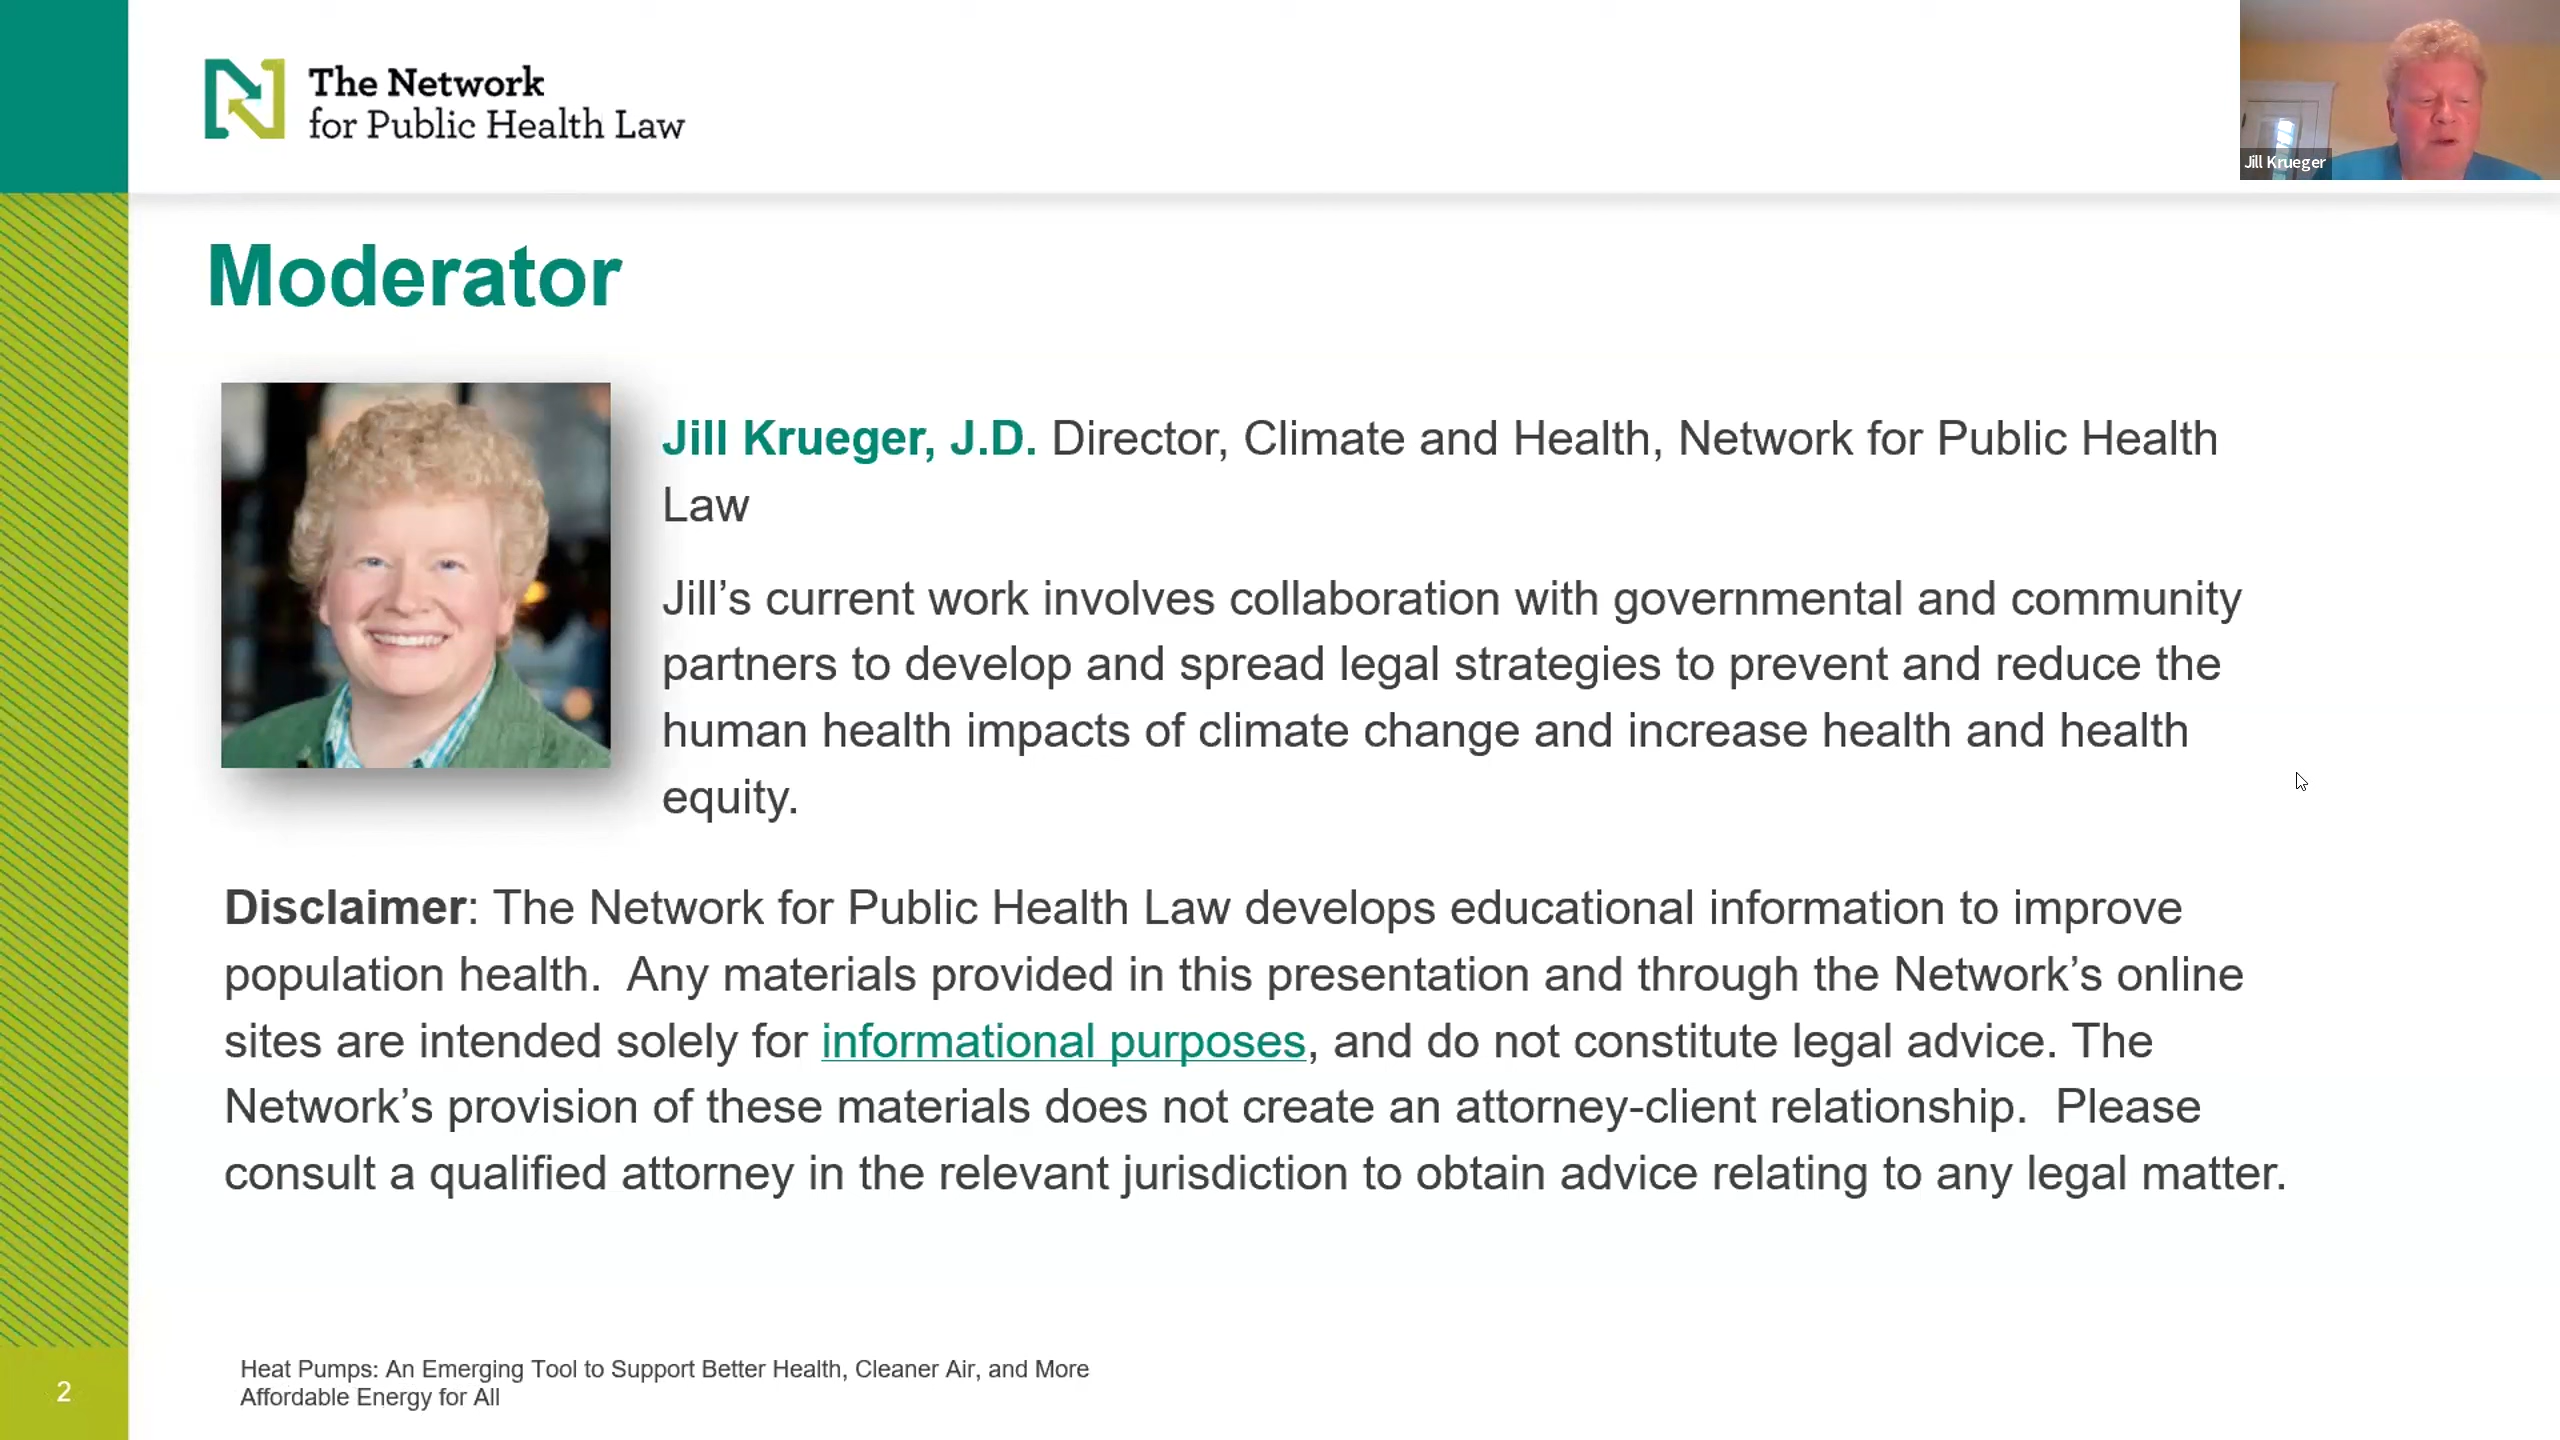 The Network
for Public Health Law
Jill Krueger
Moderator
Jill Krueger, J.D. Director, Climate and Health, Network for Public Health
Law
Jill’s current work involves collaboration with governmental and community
partners to develop and spread legal strategies to prevent and reduce the
human health impacts of climate change and increase health and health
equity.
Disclaimer: The Network for Public Health Law develops educational information to improve
population health.  Any materials provided in this presentation and through the Network’s online
sites are intended solely for informational purposes, and do not constitute legal advice. The
Network’s provision of these materials does not create an attorney-client relationship.  Please
consult a qualified attorney in the relevant jurisdiction to obtain advice relating to any legal matter.
Heat Pumps: An Emerging Tool to Support Better Health, Cleaner Air, and More
Affordable Energy for All
2